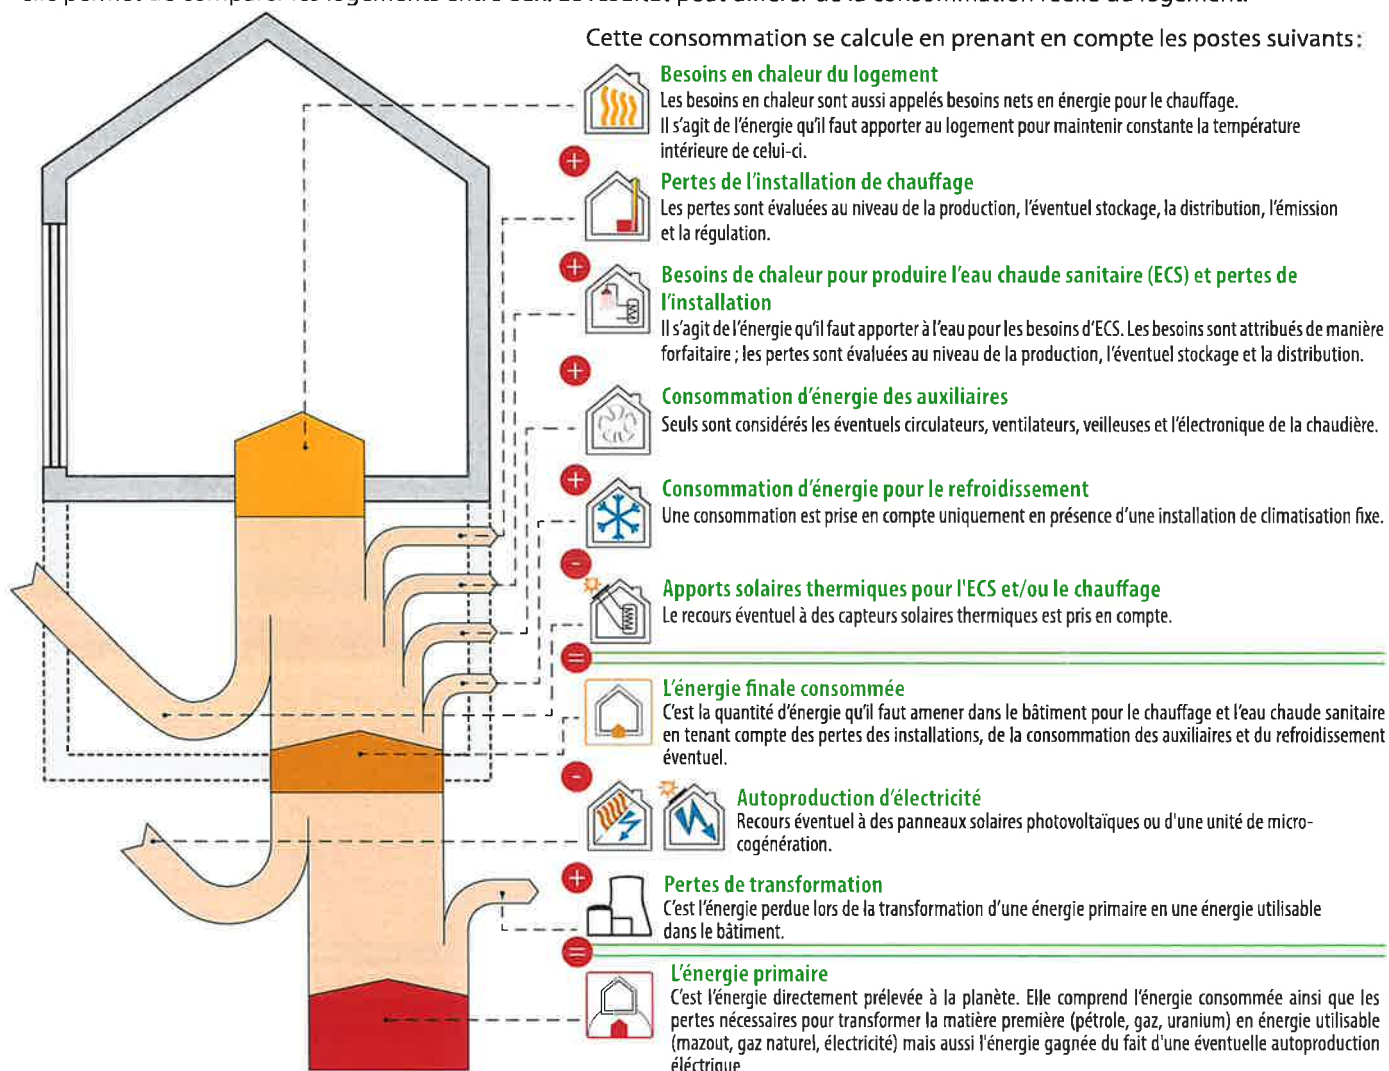 Cette consommation se calcule en prenant en compte les postes suivants :
Besoins en chaleur du logement
Les besoins en chaleur sont aussi appelés besoins nets en énergie pour le chauffage.
Il s'agit de l'énergie qu'il faut apporter au logement pour maintenir constante la température
intérieure de celui-ci.
+
Pertes de l'installation de chauffage
Les pertes sont évaluées au niveau de la production, l'éventuel stockage, la distribution, l'émission
et la régulation.
+
Besoins de chaleur pour produire l'eau chaude sanitaire (ECS) et pertes de
l'installation
Il s'agit de l'énergie qu'il faut apporter à l'eau pour les besoins d'ECS. Les besoins sont attribués de manière
forfaitaire ; les pertes sont évaluées au niveau de la production, l'éventuel stockage et la distribution.
+
Consommation d'énergie des auxiliaires
Seuls sont considérés les éventuels circulateurs, ventilateurs, veilleuses et l'électronique de la chaudière.
+
Consommation d'énergie pour le refroidissement
Une consommation est prise en compte uniquement en présence d'une installation de climatisation fixe.
-
Apports solaires thermiques pour l'ECS et/ou le chauffage
Le recours éventuel à des capteurs solaires thermiques est pris en compte.
=
L'énergie finale consommée
C'est la quantité d'énergie qu'il faut amener dans le bâtiment pour le chauffage et l'eau chaude sanitaire
en tenant compte des pertes des installations, de la consommation des auxiliaires et du refroidissement
éventuel.
-
Autoproduction d'électricité
Recours éventuel à des panneaux solaires photovoltaïques ou d'une unité de micro-
cogénération.
+
Pertes de transformation
C'est l'énergie perdue lors de la transformation d'une énergie primaire en une énergie utilisable
dans le bâtiment.
=
L'énergie primaire
C'est l'énergie directement prélevée à la planète. Elle comprend l'énergie consommée ainsi que les
pertes nécessaires pour transformer la matière première (pétrole, gaz, uranium) en énergie utilisable
(mazout, gaz naturel, électricité) mais aussi l'énergie gagnée du fait d'une éventuelle autoproduction
éléctrique